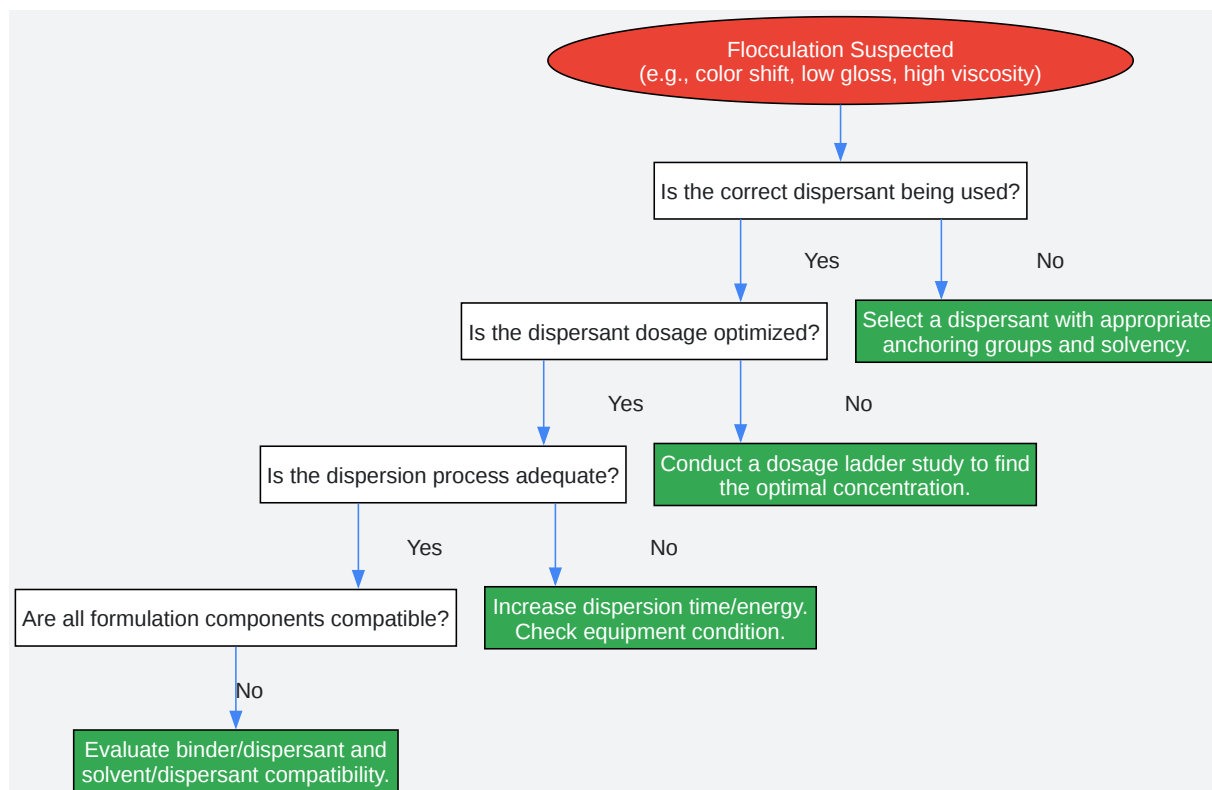 Flocculation Suspected
(e.g., color shift, low gloss, high viscosity)
Is the correct dispersant being used?
Yes
No
Is the dispersant dosage optimized?
Select a dispersant with appropriate
anchoring groups and solvency.
Yes
No
Is the dispersion process adequate?
Conduct a dosage ladder study to find
the optimal concentration.
Yes
No
Are all formulation components compatible?
Increase dispersion time/energy.
Check equipment condition.
No
Evaluate binder/dispersant and
solvent/dispersant compatibility.